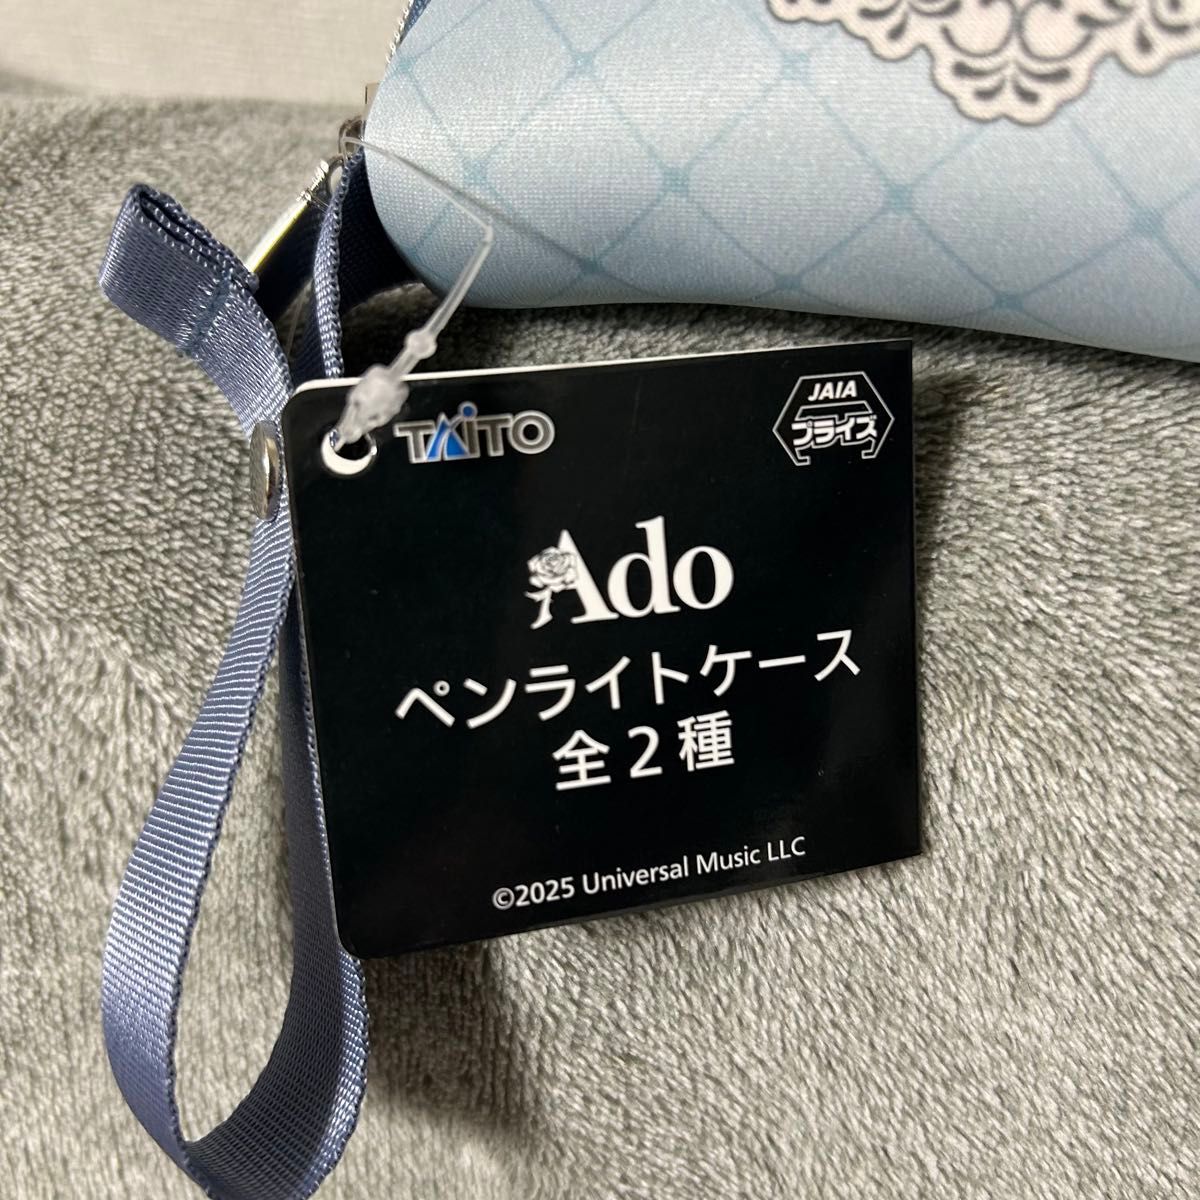 TAITO
JAIA
プライズ
Ado
ペンライトケース
全2種
©2025 Universal Music LLC